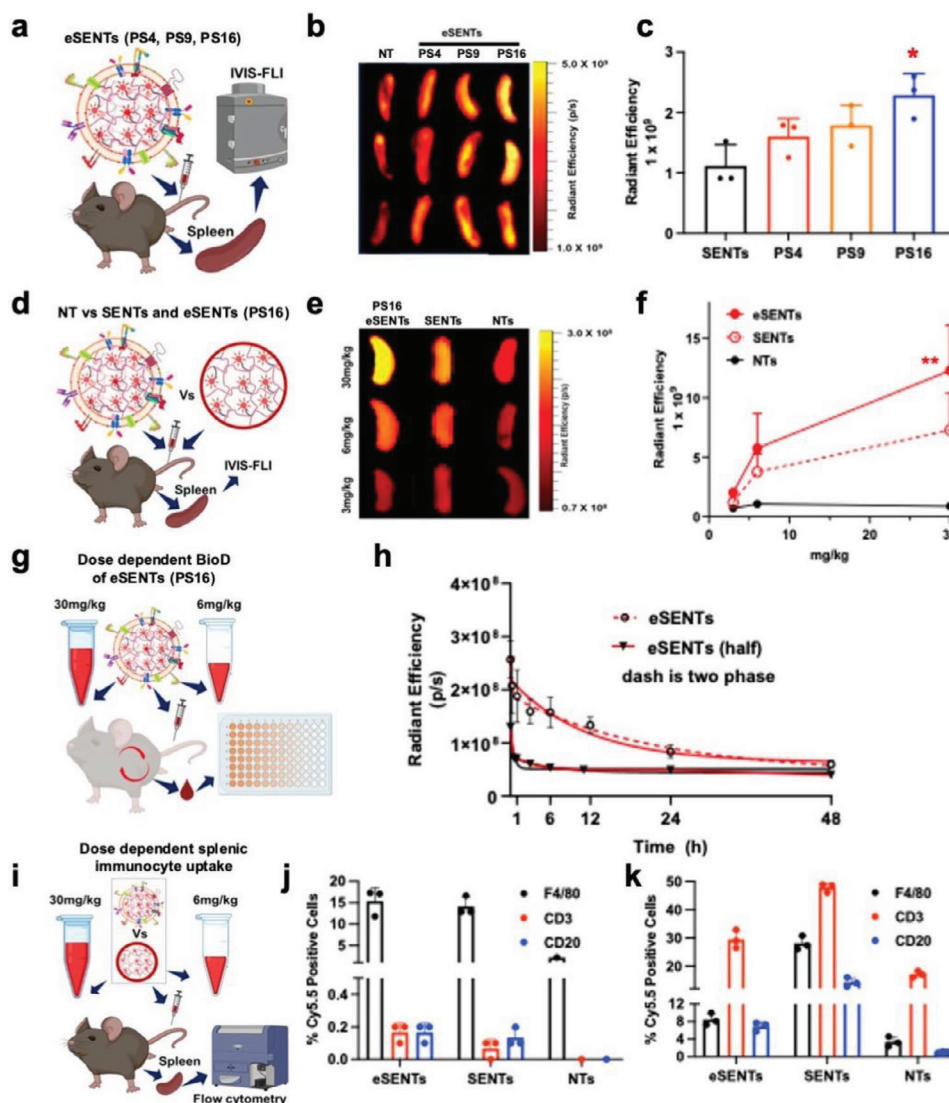 a
eSENTs (PS4, PS9, PS16)
IVIS-FLI
Spleen
b
eSENTs
NT PS4 PS9 PS16
5.0 X 10⁹
Radiant Efficiency (p/s)
1.0 X 10⁹
c
Radiant Efficiency
1 x 10⁹
3
2
1
0
*
SENTs PS4 PS9 PS16
d
NT vs SENTs and eSENTs (PS16)
Vs
IVIS-FLI
Spleen
e
PS16
eSENTs SENTs NTs
30mg/kg
6mg/kg
3mg/kg
Radiant Efficiency (p/s)
f
eSENTs
SENTs
NTs
Radiant Efficiency
1 x 10⁹
15
10
5
0
**
0 10 20
mg/kg
g
Dose dependent BioD
of eSENTs (PS16)
30mg/kg 6mg/kg
h
Radiant Efficiency
(p/s)
4×10⁸
3×10⁸
2×10⁸
1×10⁸
0
eSENTs
eSENTs (half)
dash is two phase
1 6 12 24 48
Time (h)
i
Dose dependent splenic
immunocyte uptake
30mg/kg 6mg/kg
Vs
Spleen
Flow cytometry
j
% Cy5.5 Positive Cells
20
15
10
5
0.4
0.2
0.0
F4/80
CD3
CD20
eSENTs SENTs NTs
k
% Cy5.5 Positive Cells
50
40
30
20
10
12
8
4
0
F4/80
CD3
CD20
eSENTs SENTs NTs